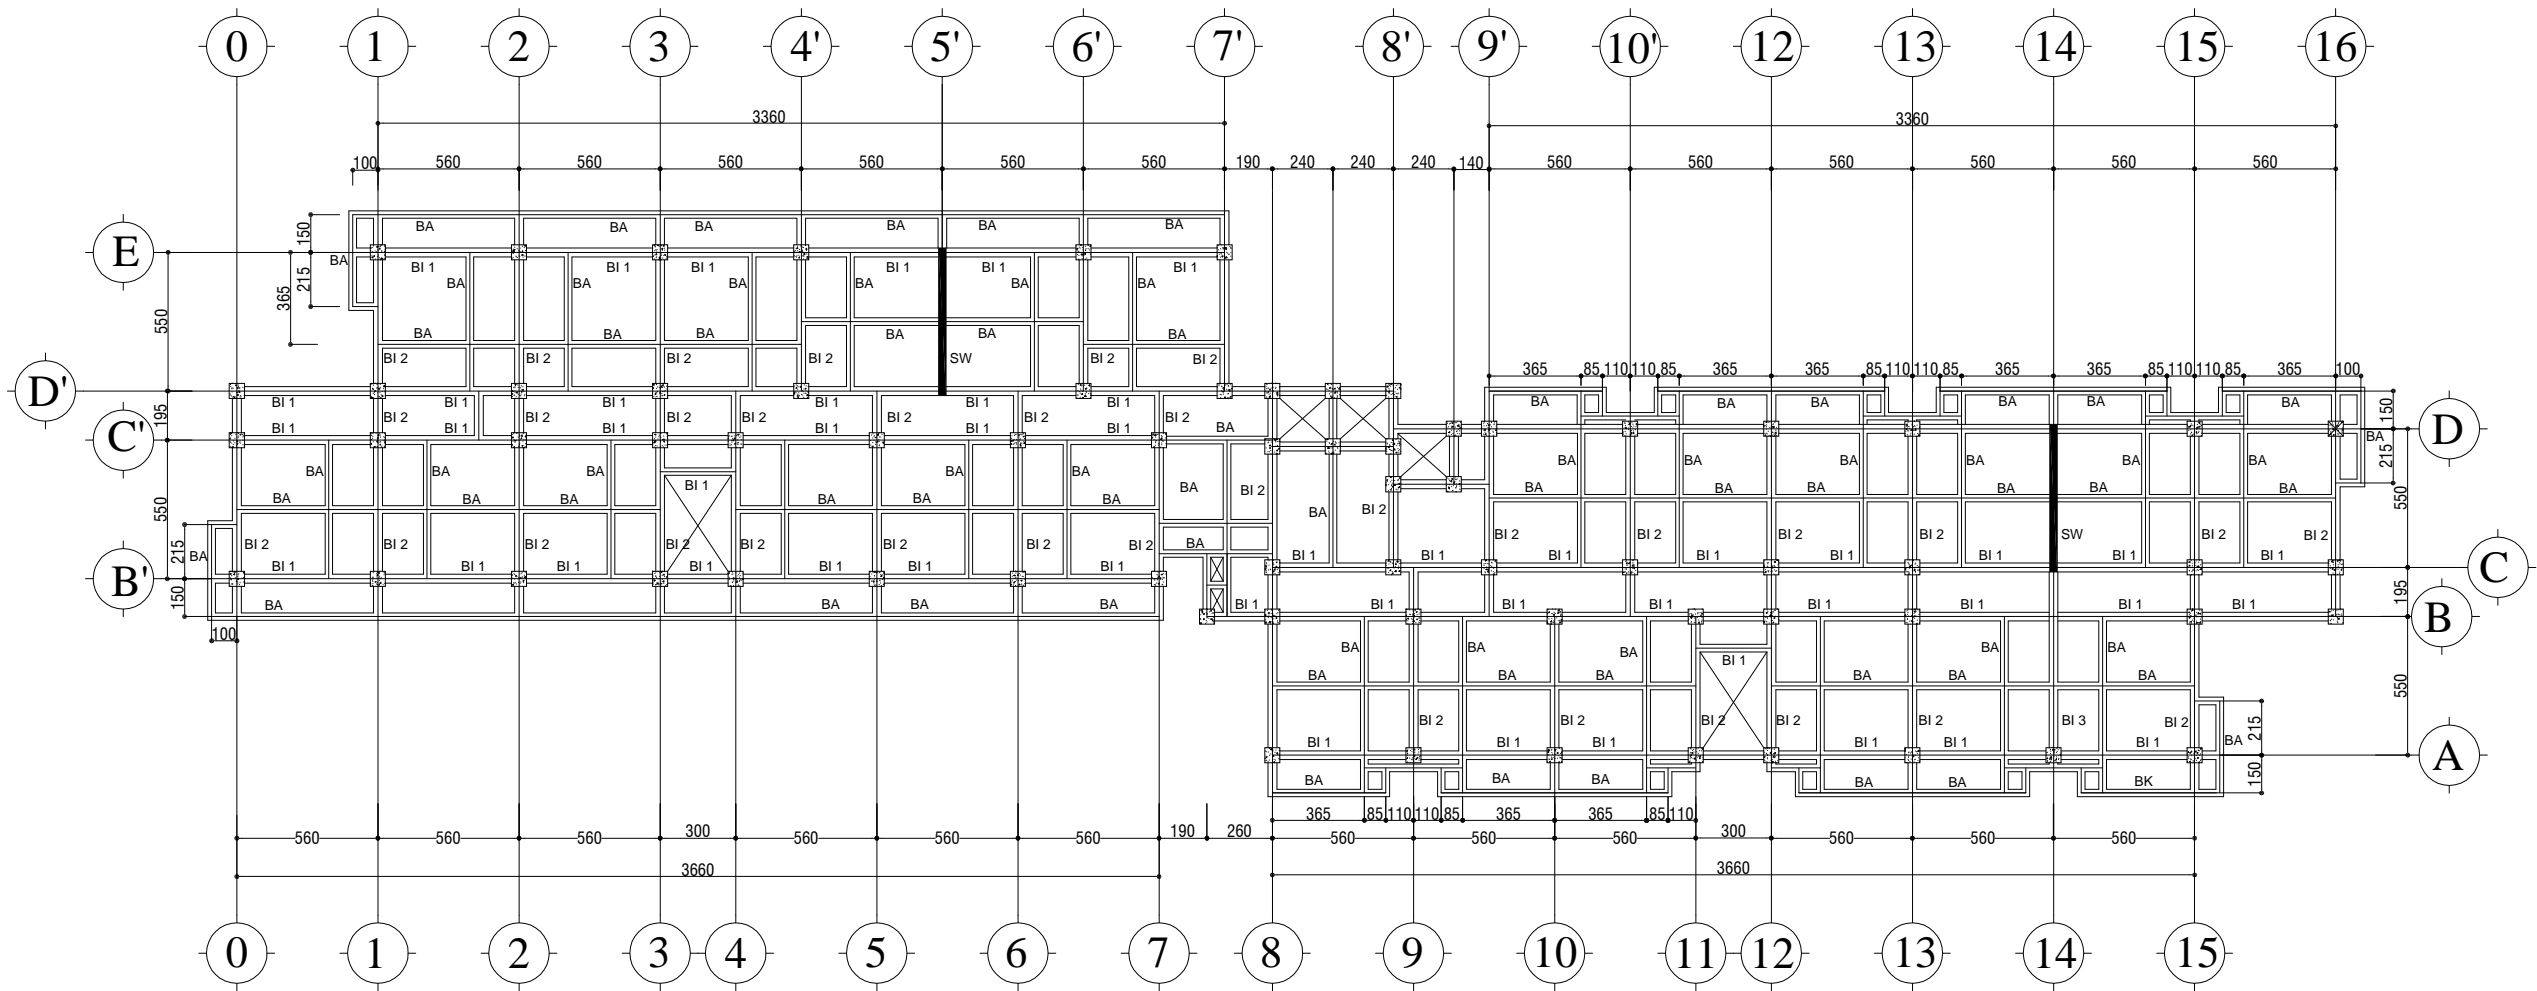 0 1 2 3 4' 5' 6' 7' 8' 9' 10' 12 13 14 15 16
3360 3360
100 560 560 560 560 560 560 190 240 240 240 140 560 560 560 560 560 560
BA BA BA BA BA BA
150
E
BA
BI 1 BI 1 BI 1 BI 1 BI 1 BI 1
215
365
BA BA BA BA BA BA
550
BA BA BA BA BA
BI 2 BI 2 BI 2 BI 2 SW BI 2 BI 2
365 85 110 110 85 365 365 85 110 110 85 365 365 85 110 110 85 365 100
D'
BI 1 BI 1 BI 1 BI 1 BI 1 BI 1
BA BA BA BA BA BA
195
BI 2 BI 2 BI 2 BI 2 BI 2 BI 2 BI 2
150
BI 1 BI 1 BI 1 BI 1 BI 1 BI 1 BA
C'
D
BA
BA BA BA BA BA BA
BA BA BA BA BA BA
215
BA BI 2
BA BA BA BA BA BA
BI 1
BA BA BA BA BA BA
550
550
BA BI 2
BI 2 BI 2 BI 2 BI 2 BI 2 BI 2 BI 2 BI 2 BA
BI 2 BI 2 BI 2 BI 2 SW BI 2 BI 2
215
BA
BI 1 BI 1 BI 1 BI 1 BI 1 BI 1 BI 1
BI 1 BI 1 BI 1 BI 1 BI 1 BI 1 BI 1 BI 1
B'
C
150
BA BA BA BA
BI 1 BI 1 BI 1 BI 1 BI 1 BI 1 BI 1 BI 1
195
B
100
BA BA BA BA BA
BI 1
BA BA BA BA BA BA
550
BI 2 BI 2 BI 2 BI 2 BI 2 BI 3 BI 2
215
BI 1 BI 1 BI 1 BI 1 BI 1 BI 1
BA
A
BA BA BA BA BA BK
150
365 85 110 110 85 365 365 85 110
560 560 560 300 560 560 560 190 260 560 560 560 300 560 560 560
3660 3660
0 1 2 3 4 5 6 7 8 9 10 11 12 13 14 15